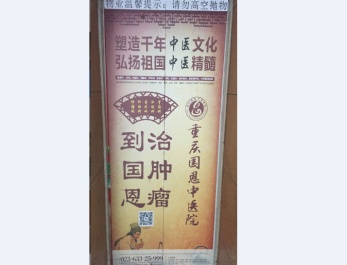 物业温馨提示：请勿高空抛物
塑造千年中医文化
弘扬祖国中医精髓
治肿瘤
到国恩
重庆国恩中医院